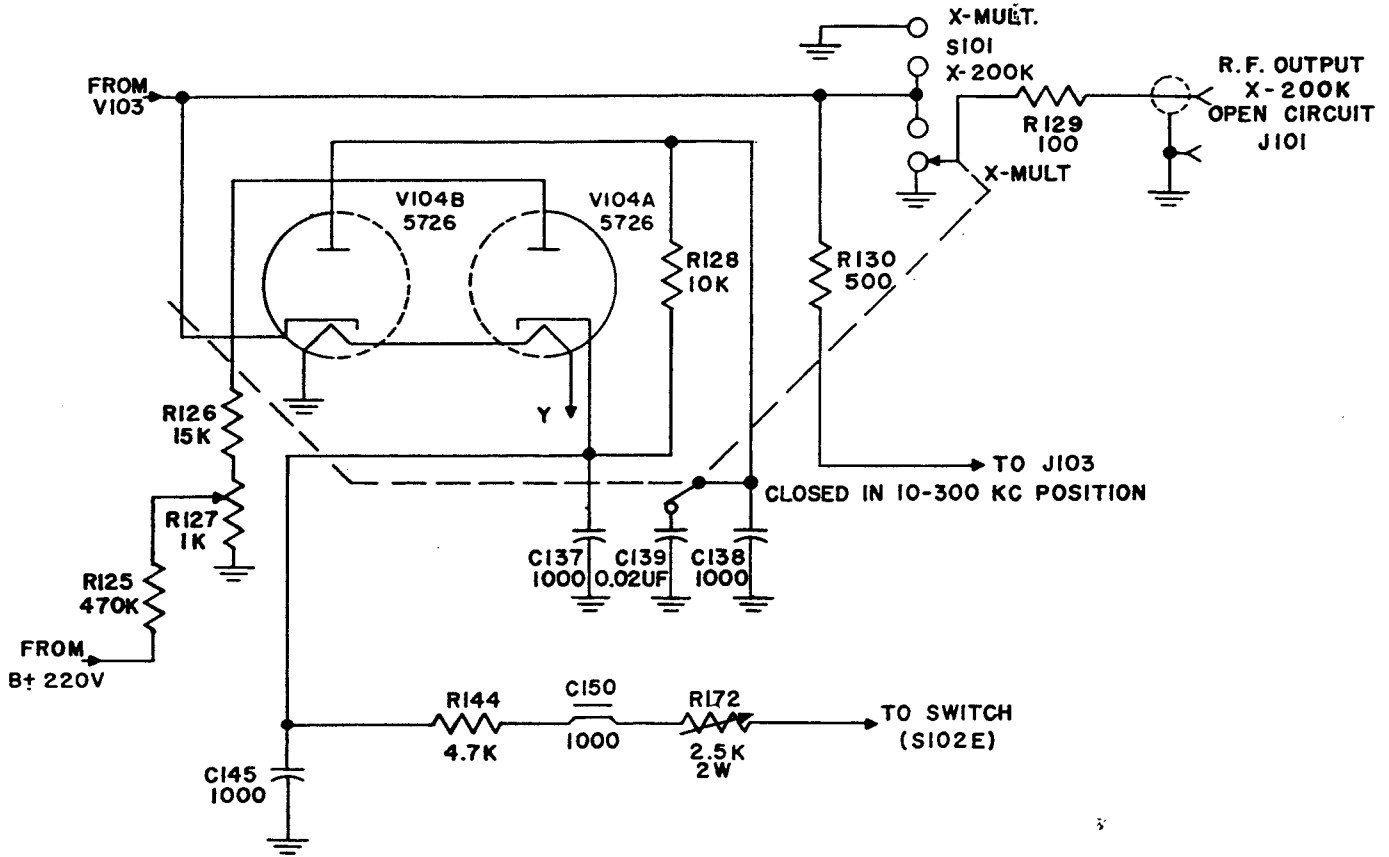 X-MULT.
S101
X-200K
R.F. OUTPUT
X-200K
OPEN CIRCUIT
J101
FROM
V103
R129
100
X-MULT
V104B
5726
V104A
5726
R128
10K
R130
500
R126
15K
Y
TO J103
CLOSED IN 10-300 KC POSITION
R127
1K
R125
470K
C137
1000
C139
0.02UF
C138
1000
FROM
B± 220V
R144
4.7K
C150
1000
R172
2.5K
2W
TO SWITCH
(S102E)
C145
1000